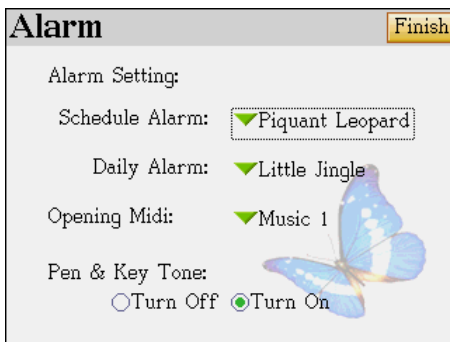 Alarm Finish
Alarm Setting:
Schedule Alarm: Piquant Leopard
Daily Alarm: Little Jingle
Opening Midi: Music 1
Pen & Key Tone:
Turn Off Turn On